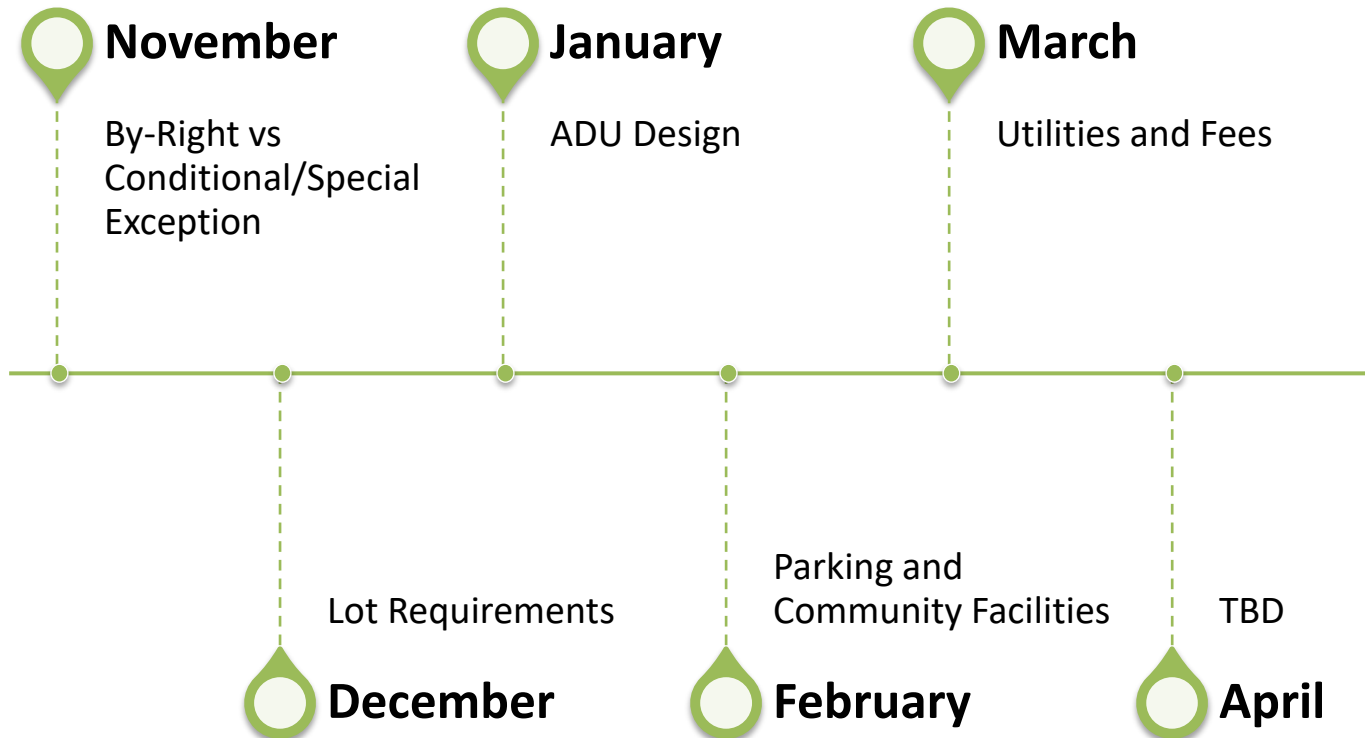 November
By-Right vs
Conditional/Special
Exception
January
ADU Design
March
Utilities and Fees
Lot Requirements
December
Parking and
Community Facilities
February
TBD
April